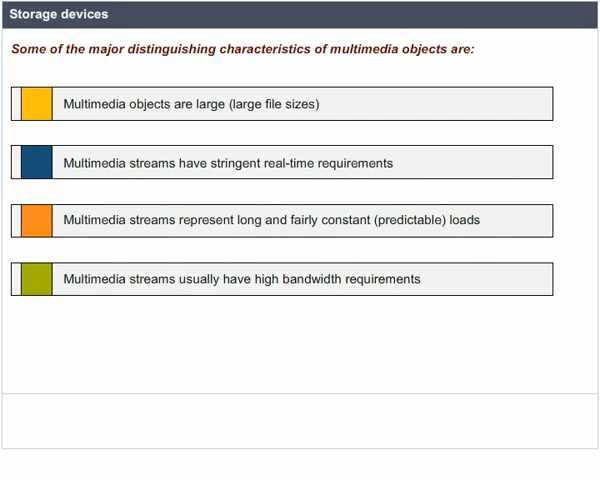 Storage devices
Some of the major distinguishing characteristics of multimedia objects are:
Multimedia objects are large (large file sizes)
Multimedia streams have stringent real-time requirements
Multimedia streams represent long and fairly constant (predictable) loads
Multimedia streams usually have high bandwidth requirements